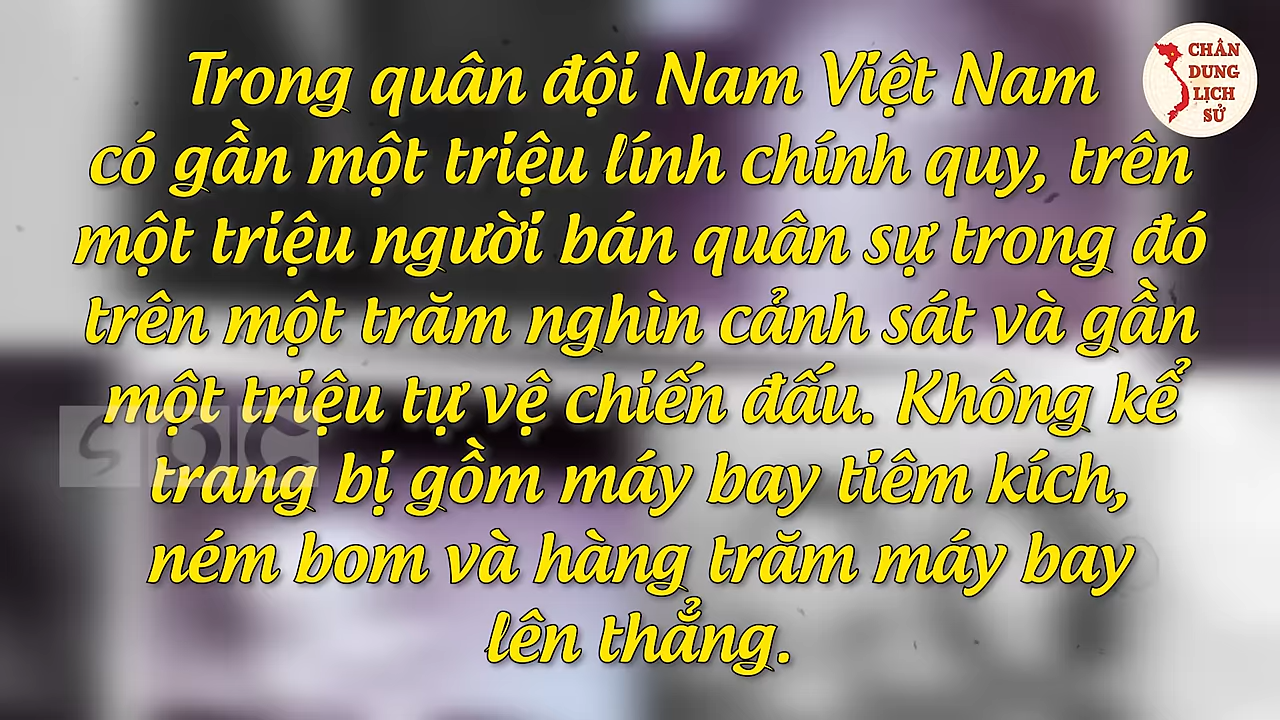 Trong quân đội Nam Việt Nam
có gần một triệu lính chính quy, trên
một triệu người bán quân sự trong đó
trên một trăm nghìn cảnh sát và gần
một triệu tự vệ chiến đấu. Không kể
trang bị gồm máy bay tiêm kích,
ném bom và hàng trăm máy bay
lên thẳng.
CHÂN
DUNG
LỊCH
SỬ